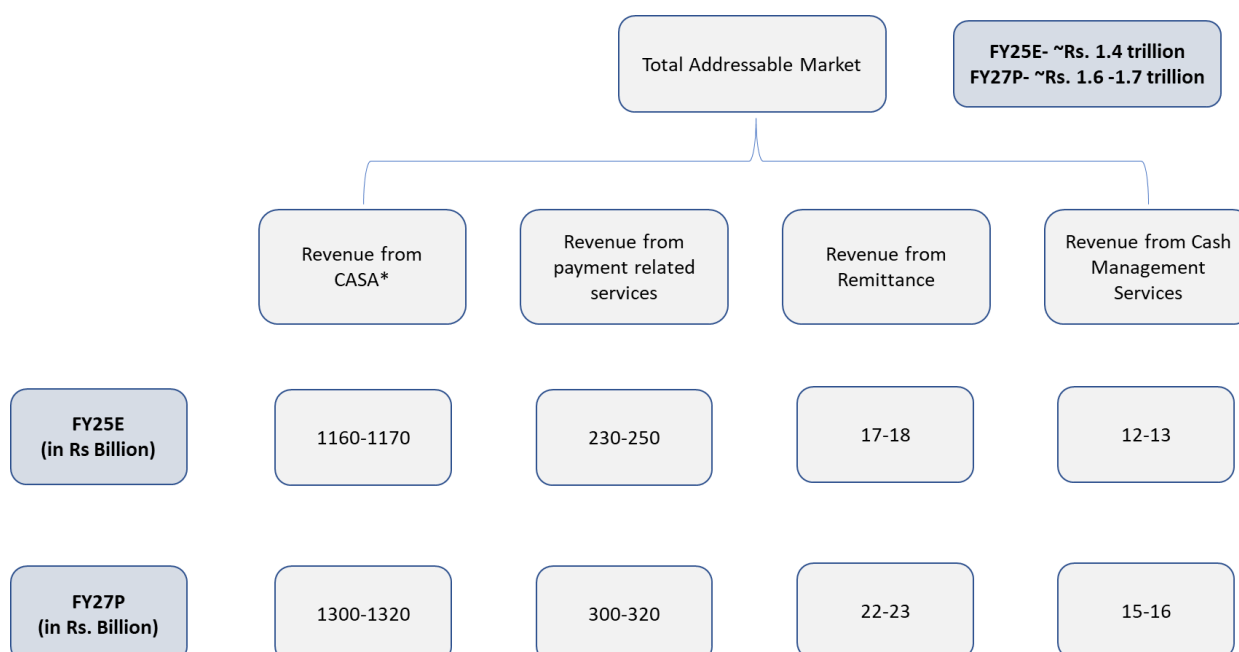 Total Addressable Market
FY25E- ~Rs. 1.4 trillion
FY27P- ~Rs. 1.6 -1.7 trillion
Revenue from
CASA*
Revenue from
payment related
services
Revenue from
Remittance
Revenue from Cash
Management
Services
FY25E
(in Rs Billion)
1160-1170
230-250
17-18
12-13
FY27P
(in Rs. Billion)
1300-1320
300-320
22-23
15-16